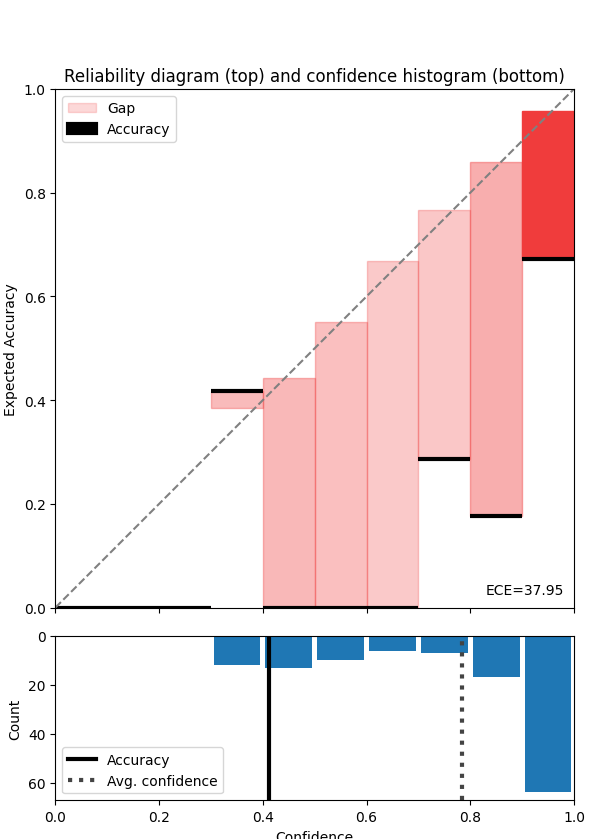 Reliability diagram (top) and confidence histogram (bottom)
1.0
Gap
Accuracy
0.8
0.6
Expected Accuracy
0.4
0.2
ECE=37.95
0.0
0
20
Count
40
Accuracy
Avg. confidence
60
0.0 0.2 0.4 0.6 0.8 1.0
Confidence